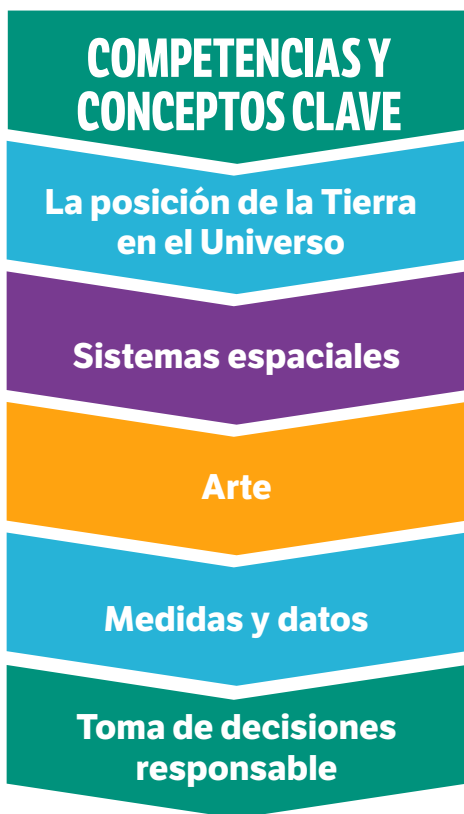 COMPETENCIAS Y
CONCEPTOS CLAVE
La posición de la Tierra
en el Universo
Sistemas espaciales
Arte
Medidas y datos
Toma de decisiones
responsable